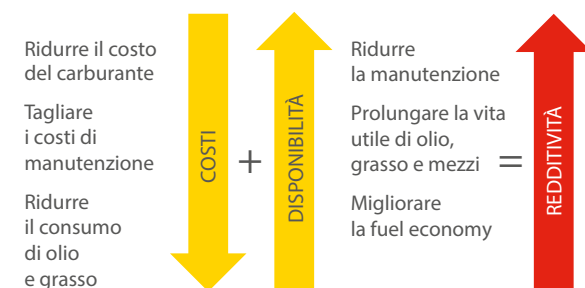 Ridurre il costo
del carburante
Tagliare
i costi di
manutenzione
Ridurre
il consumo
di olio
e grasso
COSTI
+
DISPONIBILITÀ
Ridurre
la manutenzione
Prolungare la vita
utile di olio,
grasso e mezzi
Migliorare
la fuel economy
=
REDDITIVITÀ